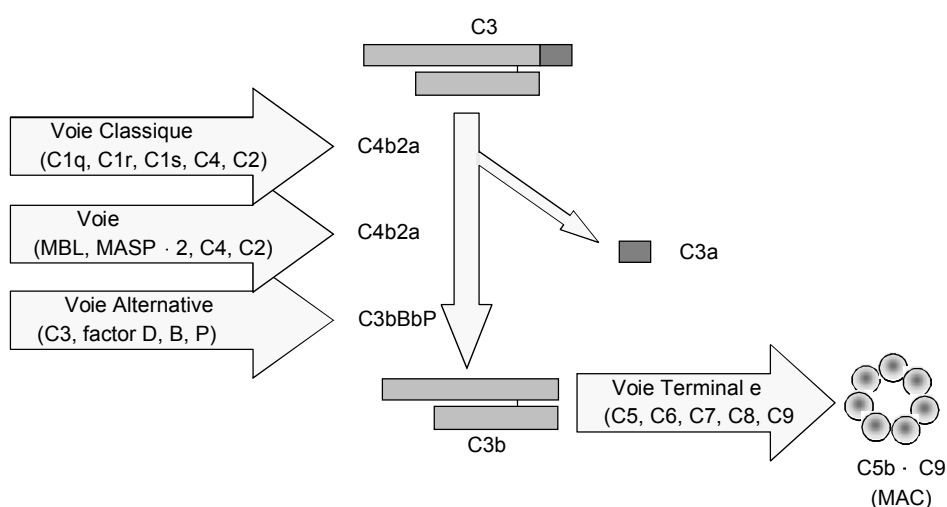 C3
Voie Classique
(C1q, C1r, C1s, C4, C2)
C4b2a
Voie
(MBL, MASP · 2, C4, C2)
C4b2a
C3a
Voie Alternative
(C3, factor D, B, P)
C3bBbP
Voie Terminal e
(C5, C6, C7, C8, C9
C3b
C5b · C9
(MAC)